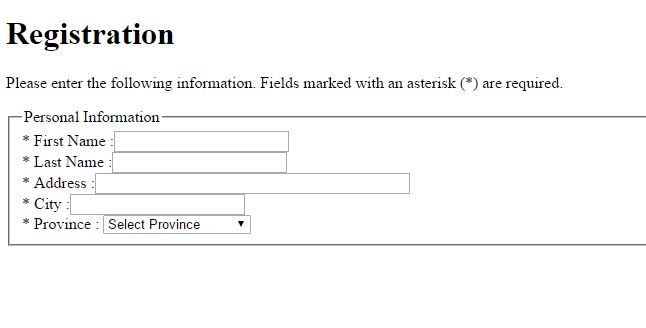 Registration
Please enter the following information. Fields marked with an asterisk (*) are required.
Personal Information
* First Name :
* Last Name :
* Address :
* City :
* Province : Select Province